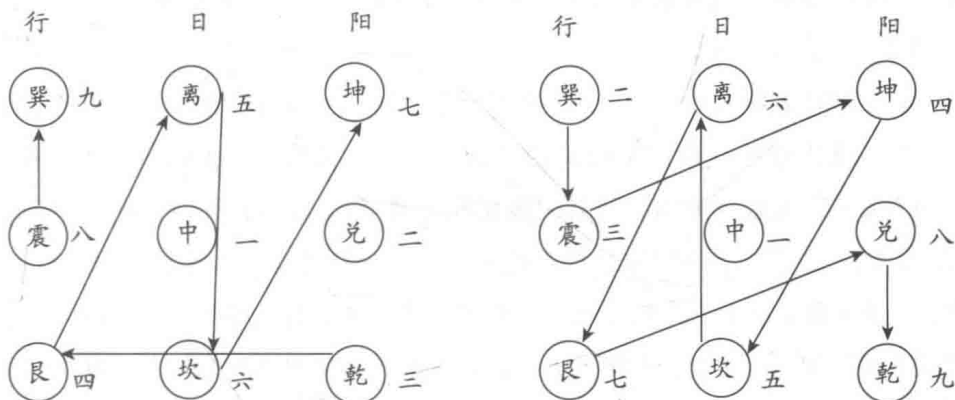 行 日 阳 行 日 阳
巽 九 离 五 坤 七 巽 二 离 六 坤 四
震 八 中 一 兑 二 震 三 中 一 兑 八
艮 四 坎 六 乾 三 艮 七 坎 五 乾 九